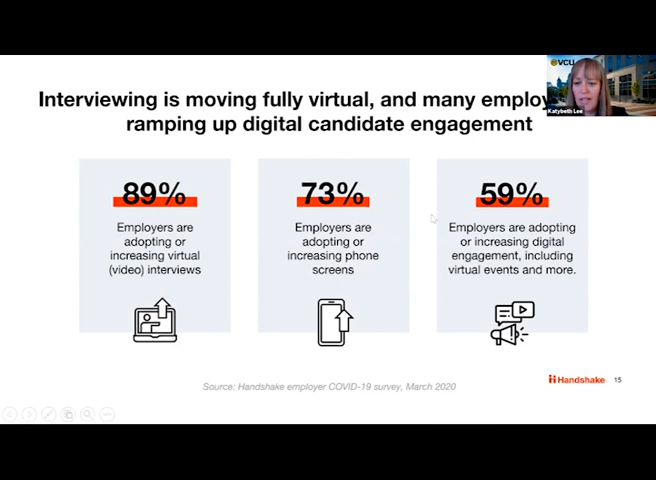 VCU
Katybeth Lee
Interviewing is moving fully virtual, and many employ
ramping up digital candidate engagement
89%
Employers are
adopting or
increasing virtual
(video) interviews
73%
Employers are
adopting or
increasing phone
screens
59%
Employers are adopting
or increasing digital
engagement, including
virtual events and more.
Source: Handshake employer COVID-19 survey, March 2020
Handshake
15